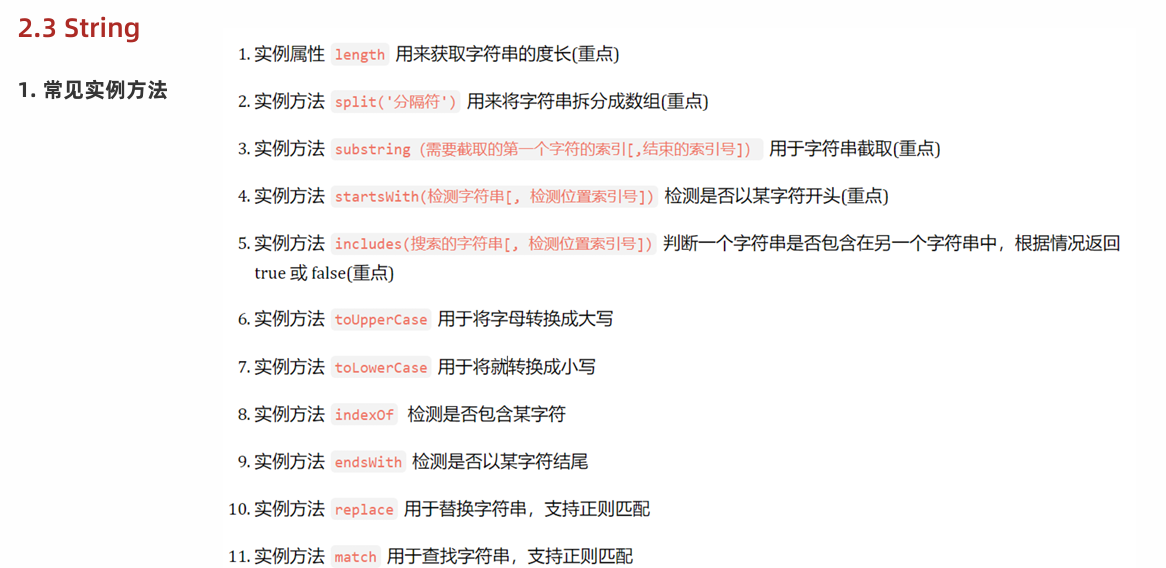 2.3 String
1. 常见实例方法
1. 实例属性 length 用来获取字符串的度长(重点)
2. 实例方法 split('分隔符') 用来将字符串拆分成数组(重点)
3. 实例方法 substring（需要截取的第一个字符的索引[,结束的索引号]） 用于字符串截取(重点)
4. 实例方法 startsWith(检测字符串[, 检测位置索引号]) 检测是否以某字符开头(重点)
5. 实例方法 includes(搜索的字符串[, 检测位置索引号]) 判断一个字符串是否包含在另一个字符串中，根据情况返回
true 或 false(重点)
6. 实例方法 toUpperCase 用于将字母转换成大写
7. 实例方法 toLowerCase 用于将就转换成小写
8. 实例方法 indexOf 检测是否包含某字符
9. 实例方法 endsWith 检测是否以某字符结尾
10. 实例方法 replace 用于替换字符串，支持正则匹配
11. 实例方法 match 用于查找字符串，支持正则匹配